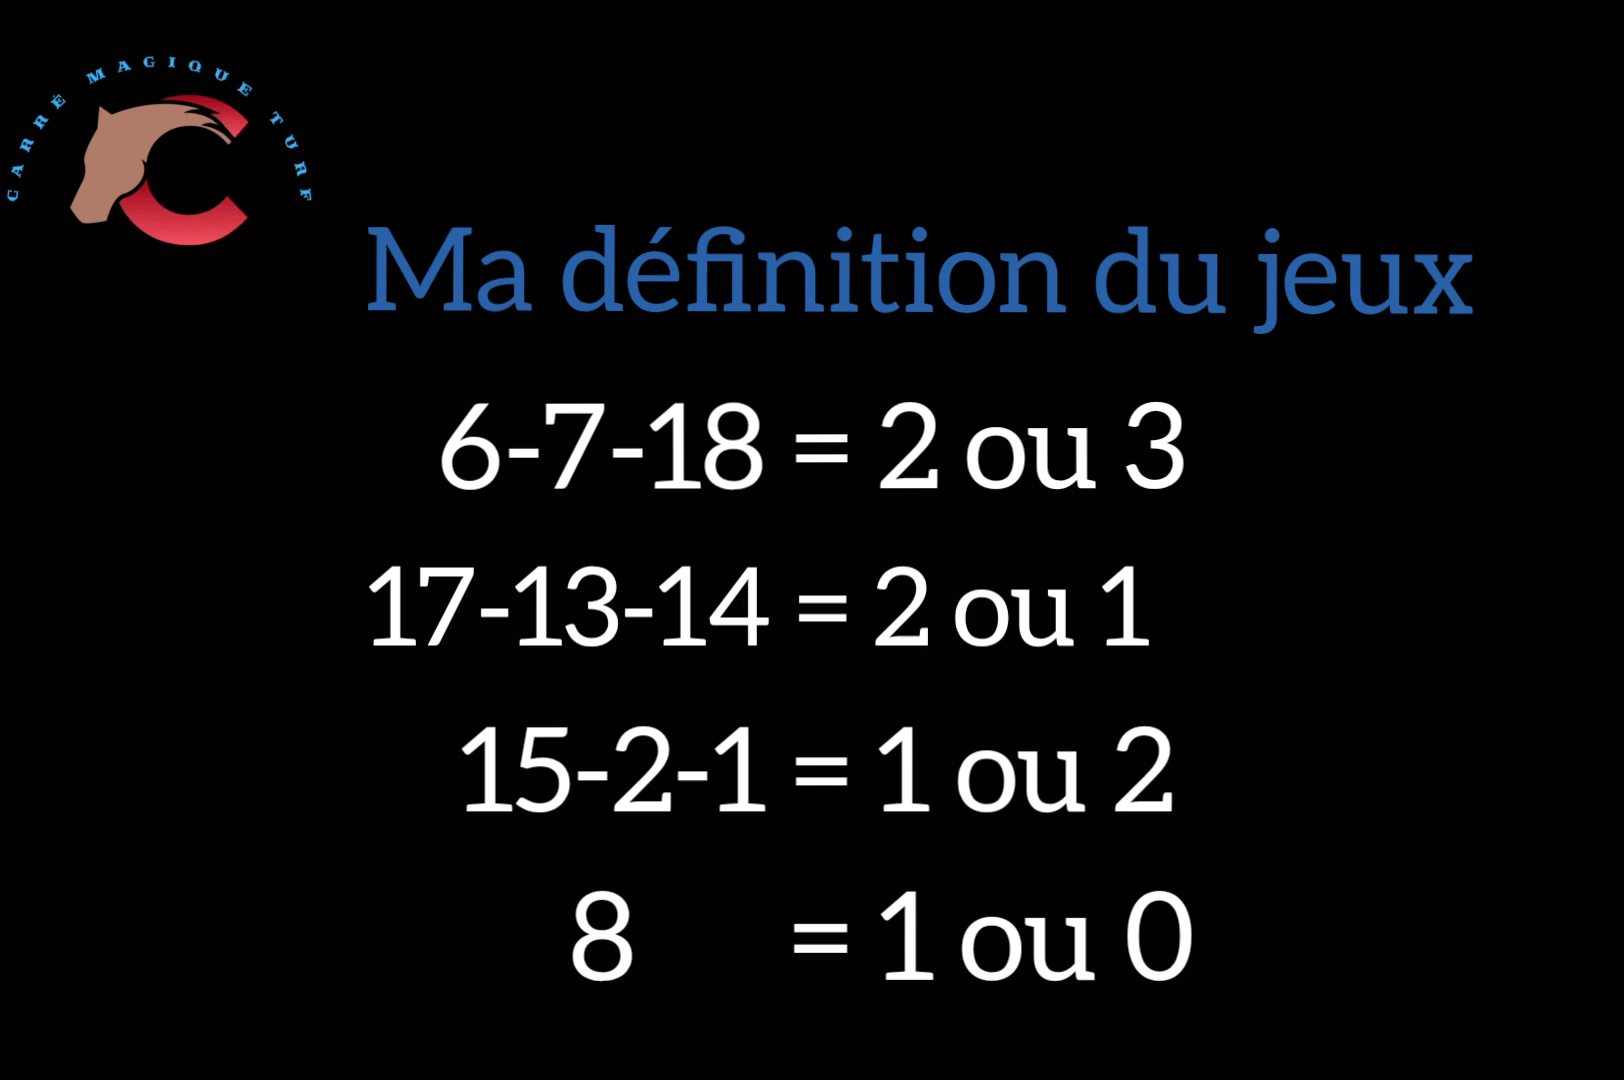 CARRÉ MAGIQUE TURF
Ma définition du jeux
6-7-18 = 2 ou 3
17-13-14 = 2 ou 1
15-2-1 = 1 ou 2
8 = 1 ou 0